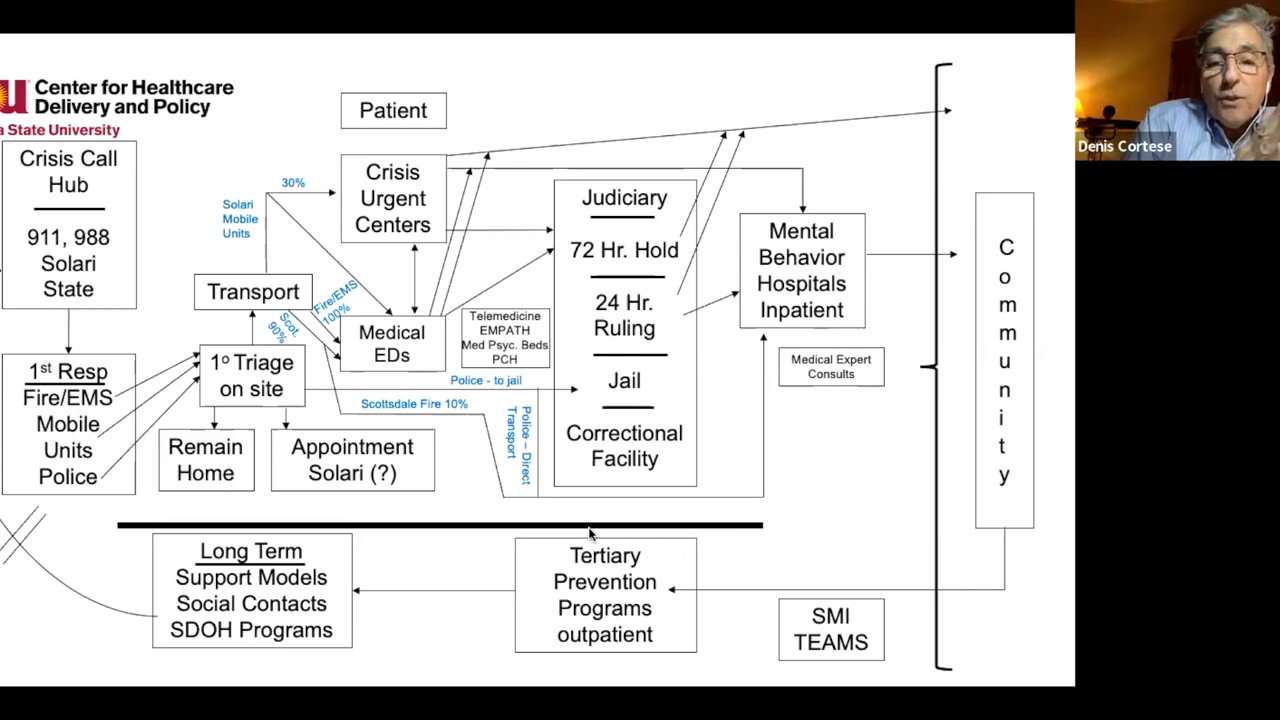 Center for Healthcare
Delivery and Policy
a State University
Crisis Call
Hub
911, 988
Solari
State
1st Resp
Fire/EMS
Mobile
Units
Police
Solari
Mobile
Units
30%
Transport
Fire/EMS
100%
Scot.
90%
1º Triage
on site
Remain
Home
Appointment
Solari (?)
Patient
Crisis
Urgent
Centers
Medical
EDs
Telemedicine
EMPATH
Med Psyc. Beds
PCH
Police - to jail
Scottsdale Fire 10%
Police – Direct
Transport
Judiciary
72 Hr. Hold
24 Hr.
Ruling
Jail
Correctional
Facility
Mental
Behavior
Hospitals
Inpatient
Medical Expert
Consults
Community
Long Term
Support Models
Social Contacts
SDOH Programs
Tertiary
Prevention
Programs
outpatient
SMI
TEAMS
Denis Cortese